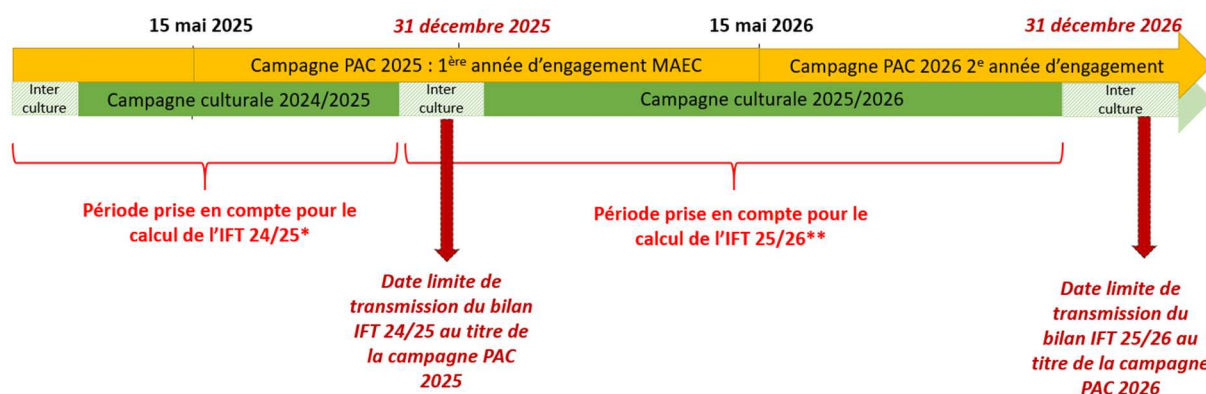 15 mai 2025
31 décembre 2025
15 mai 2026
31 décembre 2026
Campagne PAC 2025 : 1ère année d'engagement MAEC
Campagne PAC 2026 2e année d'engagement
Inter
culture
Campagne culturale 2024/2025
Inter
culture
Campagne culturale 2025/2026
Inter
culture
Période prise en compte pour le
calcul de l'IFT 24/25*
Période prise en compte pour le
calcul de l'IFT 25/26**
Date limite de
transmission du bilan
IFT 24/25 au titre de
la campagne PAC
2025
Date limite de
transmission du
bilan IFT 25/26 au
titre de la campagne
PAC 2026